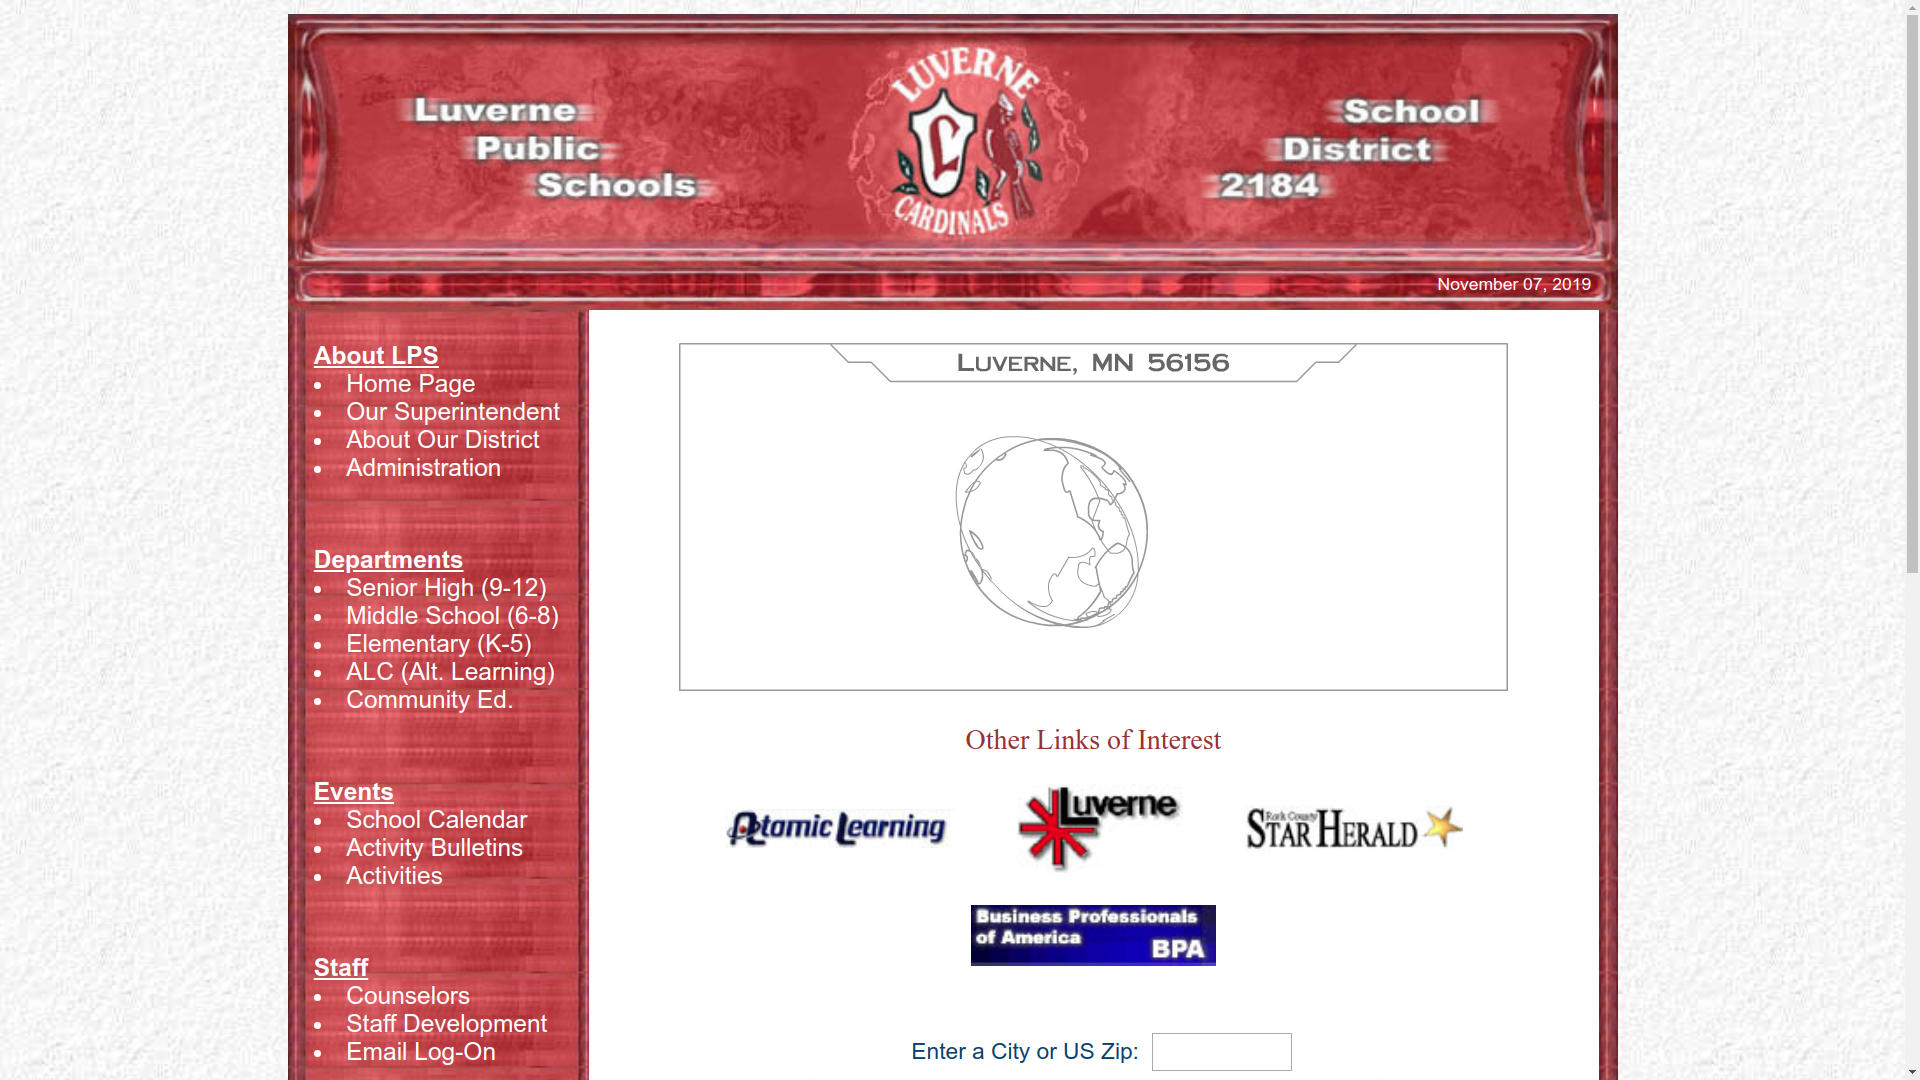 Luverne
Public
Schools
LUVERNE
L
CARDINALS
School
District
2184
November 07, 2019
About LPS
Home Page
Our Superintendent
About Our District
Administration
Departments
Senior High (9-12)
Middle School (6-8)
Elementary (K-5)
ALC (Alt. Learning)
Community Ed.
Events
School Calendar
Activity Bulletins
Activities
Staff
Counselors
Staff Development
Email Log-On
LUVERNE, MN 56156
Other Links of Interest
Atomic Learning
Luverne
Rock County
STAR HERALD
Business Professionals
of America
BPA
Enter a City or US Zip: